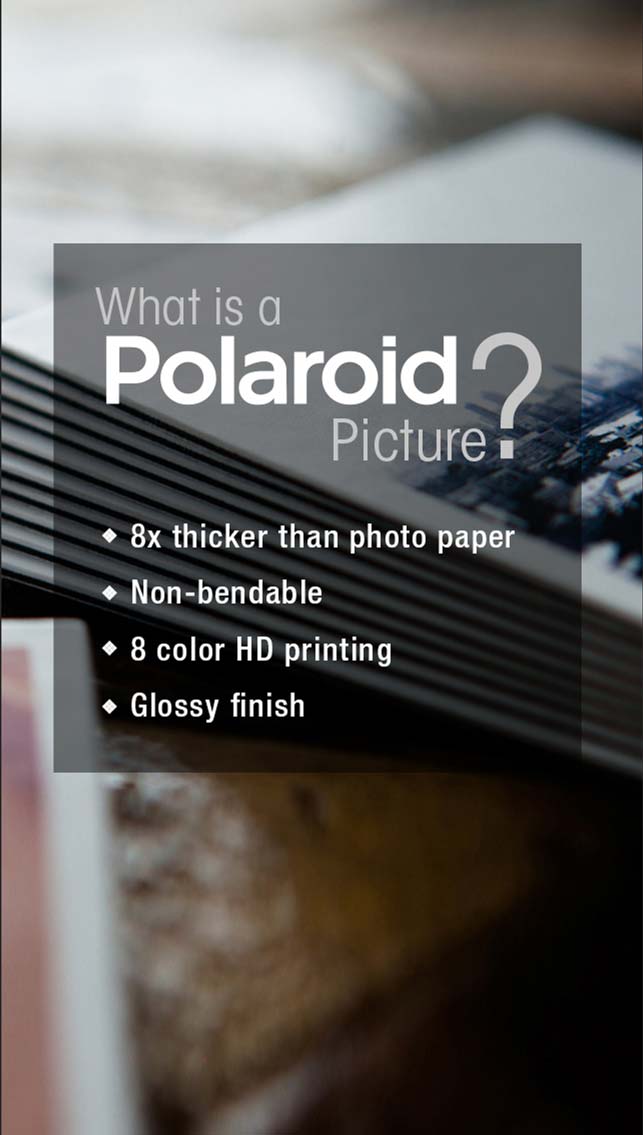 What is a
Polaroid
Picture?
❖ 8x thicker than photo paper
❖ Non-bendable
❖ 8 color HD printing
❖ Glossy finish